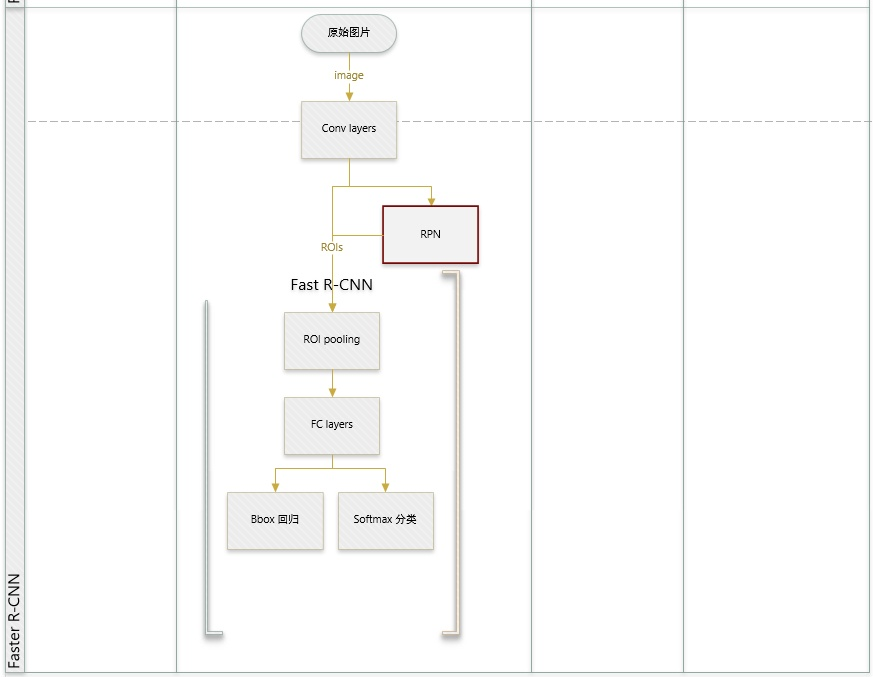 原始图片
image
Conv layers
RPN
ROIs
Fast R-CNN
ROI pooling
FC layers
Bbox 回归
Softmax 分类
Faster R-CNN